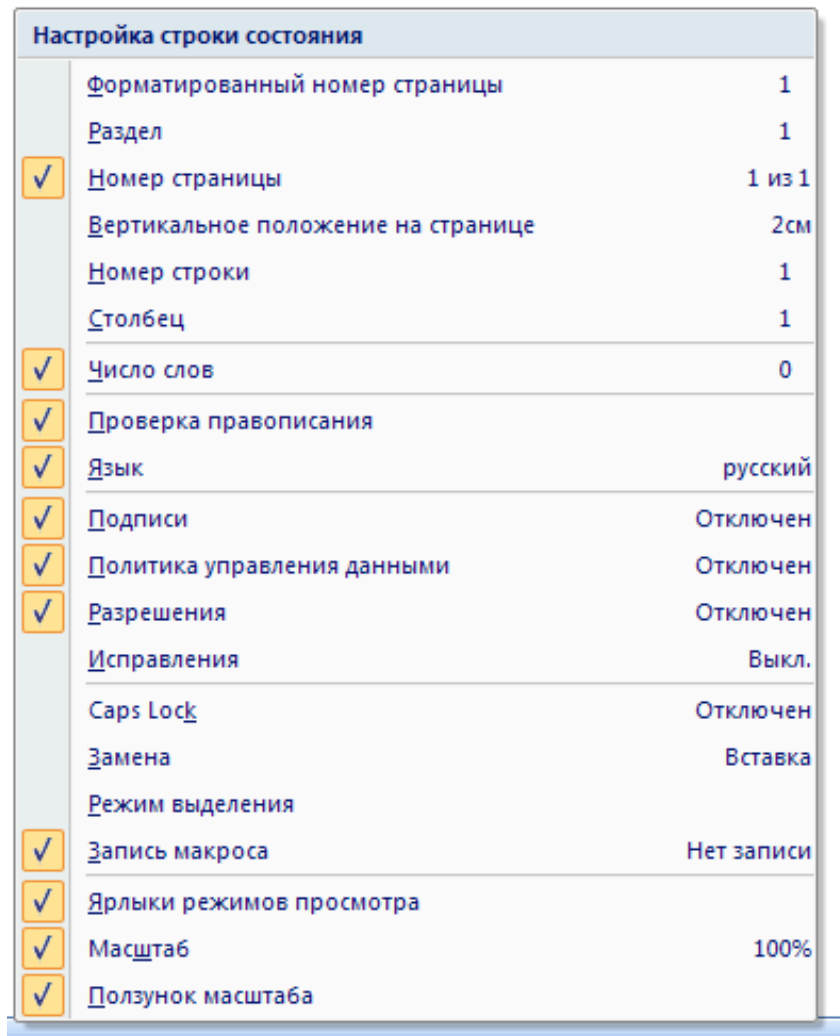 Настройка строки состояния
Форматированный номер страницы 1
Раздел 1
Номер страницы 1 из 1
Вертикальное положение на странице 2см
Номер строки 1
Столбец 1
Число слов 0
Проверка правописания
Язык русский
Подписи Отключен
Политика управления данными Отключен
Разрешения Отключен
Исправления Выкл.
Caps Lock Отключен
Замена Вставка
Режим выделения
Запись макроса Нет записи
Ярлыки режимов просмотра
Масштаб 100%
Ползунок масштаба